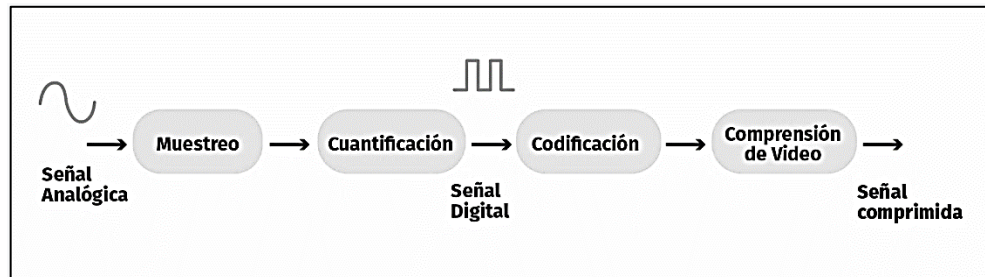 Señal
Analógica
Muestreo
Cuantificación
Señal
Digital
Codificación
Comprensión
de Video
Señal
comprimida